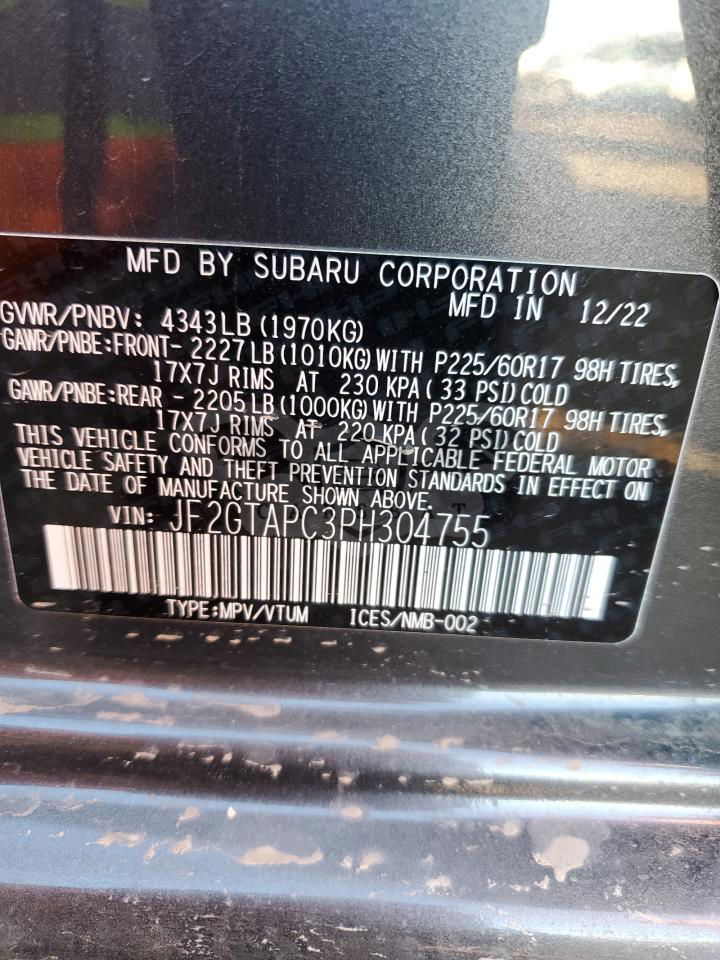 MFD BY SUBARU CORPORATION
MFD IN 12/22
GVWR/PNBV: 4343LB (1970KG)
GAWR/PNBE:FRONT- 2227LB(1010KG)WITH P225/60R17 98H TIRES,
17X7J RIMS AT 230 KPA( 33 PSI)COLD
GAWR/PNBE:REAR - 2205LB(1000KG)WITH P225/60R17 98H TIRES,
17X7J RIMS AT 220 KPA( 32 PSI)COLD
THIS VEHICLE CONFORMS TO ALL APPLICABLE FEDERAL MOTOR
VEHICLE SAFETY AND THEFT PREVENTION STANDARDS IN EFFECT ON
THE DATE OF MANUFACTURE SHOWN ABOVE.
VIN: JF2GTAPC3PH304755
TYPE:MPV/VTUM ICES/NMB-002